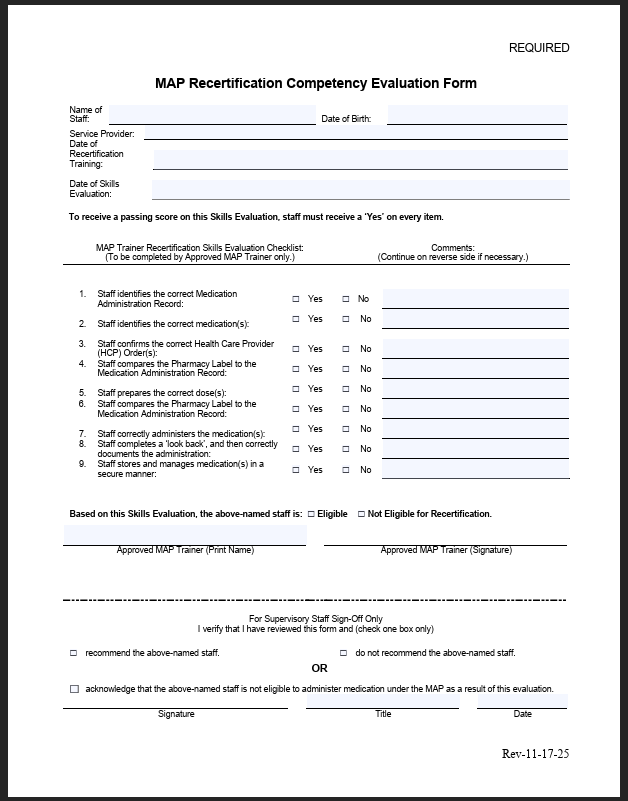 REQUIRED
MAP Recertification Competency Evaluation Form
Name of
Staff:
Date of Birth:
Service Provider:
Date of
Recertification
Training:
Date of Skills
Evaluation:
To receive a passing score on this Skills Evaluation, staff must receive a ‘Yes’ on every item.
MAP Trainer Recertification Skills Evaluation Checklist:
(To be completed by Approved MAP Trainer only.)
Comments:
(Continue on reverse side if necessary.)
1. Staff identifies the correct Medication
Administration Record:
☐ Yes ☐ No
2. Staff identifies the correct medication(s):
☐ Yes ☐ No
3. Staff confirms the correct Health Care Provider
(HCP) Order(s):
☐ Yes ☐ No
4. Staff compares the Pharmacy Label to the
Medication Administration Record:
☐ Yes ☐ No
5. Staff prepares the correct dose(s):
☐ Yes ☐ No
6. Staff compares the Pharmacy Label to the
Medication Administration Record:
☐ Yes ☐ No
7. Staff correctly administers the medication(s):
☐ Yes ☐ No
8. Staff completes a ‘look back’, and then correctly
documents the administration:
☐ Yes ☐ No
9. Staff stores and manages medication(s) in a
secure manner:
☐ Yes ☐ No
Based on this Skills Evaluation, the above-named staff is: ☐ Eligible ☐ Not Eligible for Recertification.
Approved MAP Trainer (Print Name)
Approved MAP Trainer (Signature)
For Supervisory Staff Sign-Off Only
I verify that I have reviewed this form and (check one box only)
☐ recommend the above-named staff.
☐ do not recommend the above-named staff.
OR
☐ acknowledge that the above-named staff is not eligible to administer medication under the MAP as a result of this evaluation.
Signature
Title
Date
Rev-11-17-25